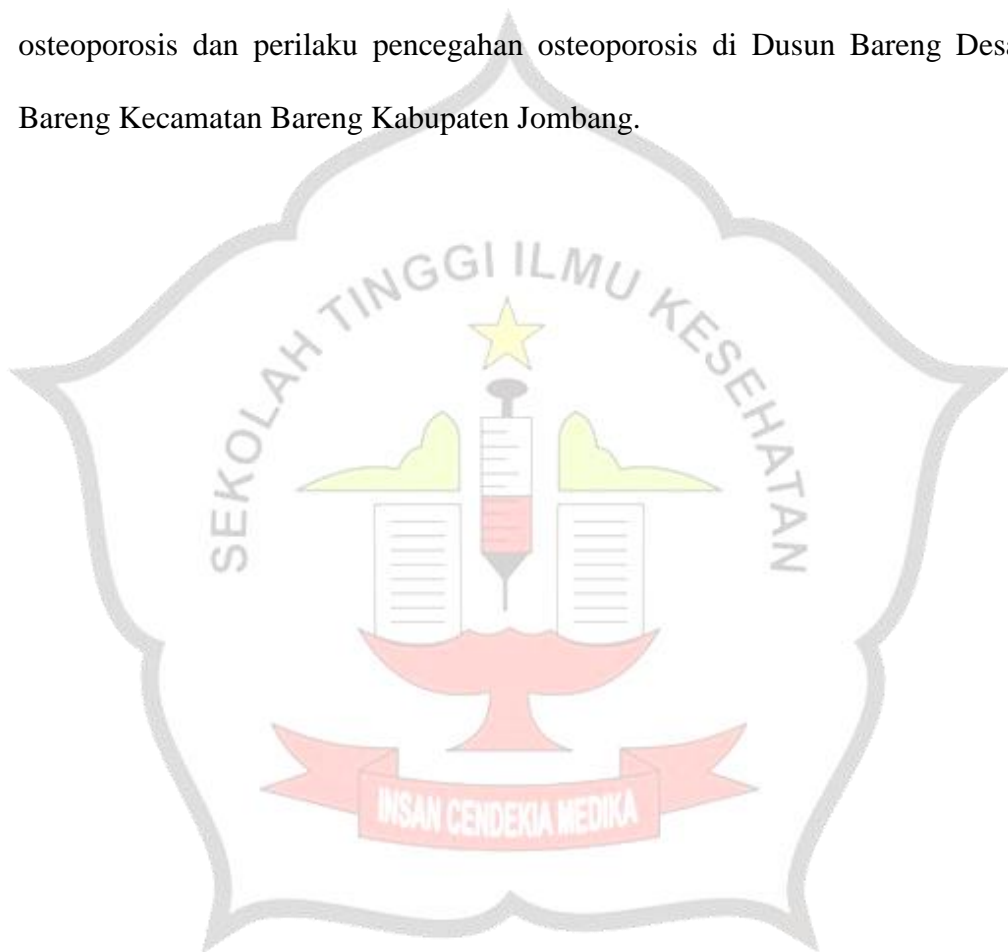 osteoporosis dan perilaku pencegahan osteoporosis di Dusun Bareng Desa
Bareng Kecamatan Bareng Kabupaten Jombang.
SEKOLAH TINGGI ILMU KESEHATAN
INSAN CENDEKIA MEDIKA